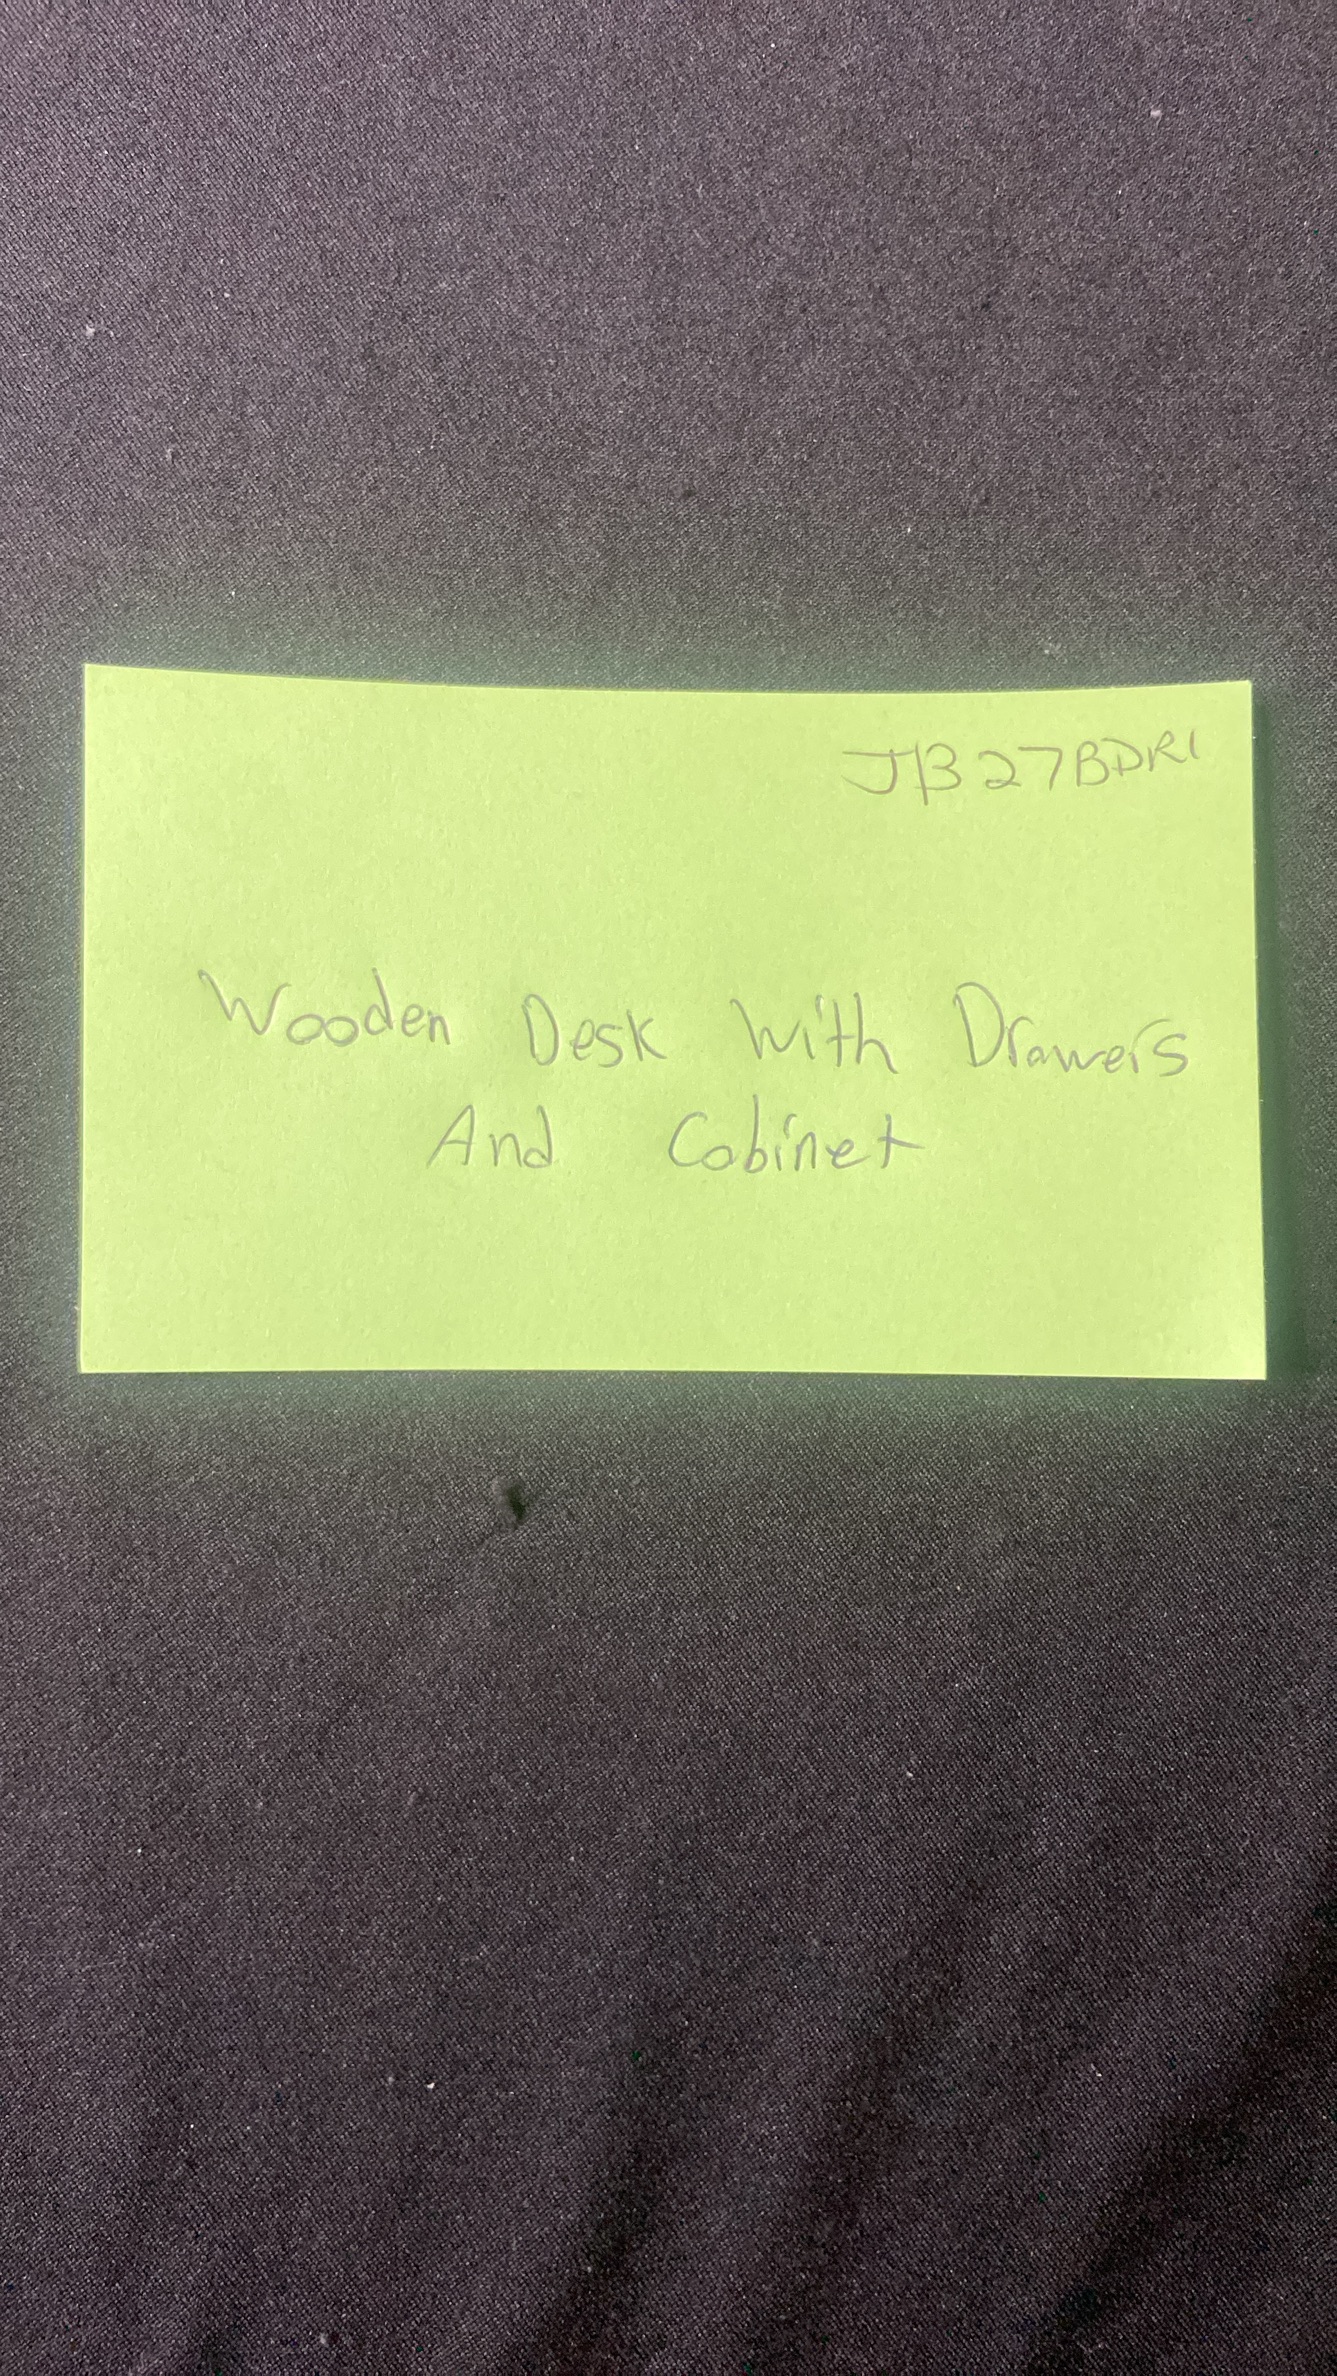 JB27BDR1
Wooden Desk With Drawers
And Cabinet